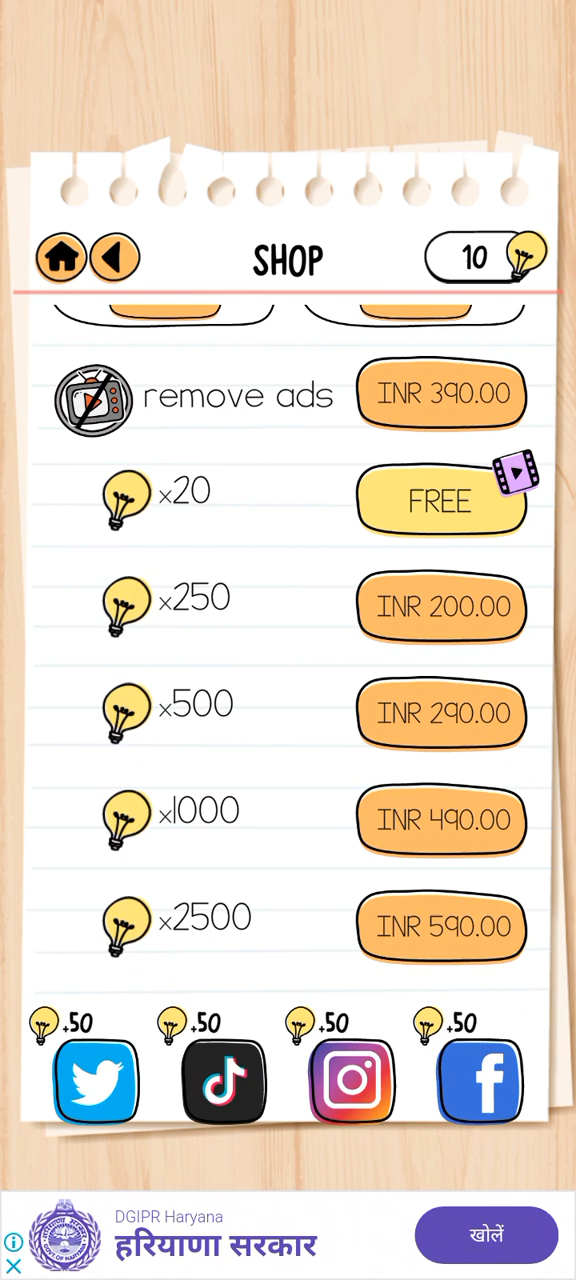 SHOP
10
remove ads
INR 390.00
x20
FREE
x250
INR 200.00
x500
INR 290.00
x1000
INR 490.00
x2500
INR 590.00
+50
+50
+50
+50
DGIPR Haryana
हरियाणा सरकार
खोलें